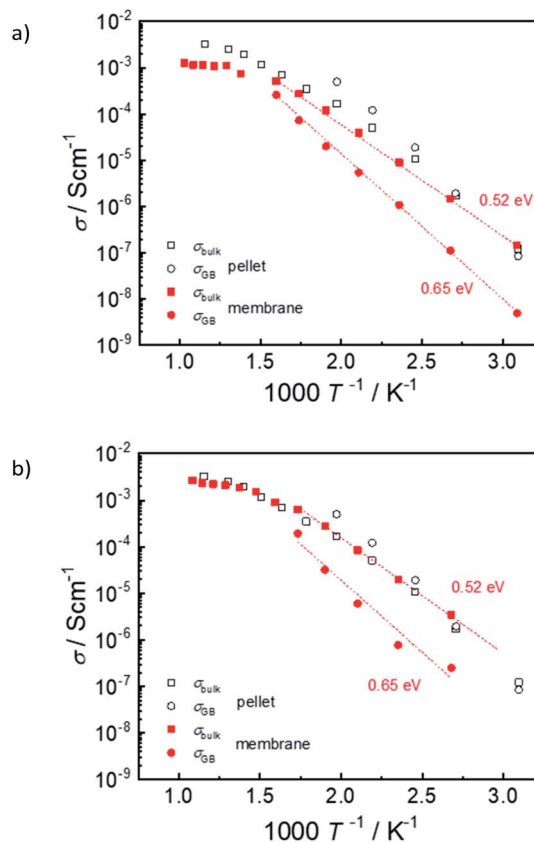 a)
10⁻²
10⁻³
10⁻⁴
10⁻⁵
10⁻⁶
10⁻⁷
10⁻⁸
10⁻⁹
σ / Scm⁻¹
0.52 eV
0.65 eV
σbulk
σGB pellet
σbulk
σGB membrane
1.0 1.5 2.0 2.5 3.0
1000 T⁻¹ / K⁻¹
b)
10⁻²
10⁻³
10⁻⁴
10⁻⁵
10⁻⁶
10⁻⁷
10⁻⁸
10⁻⁹
σ / Scm⁻¹
0.52 eV
0.65 eV
σbulk
σGB pellet
σbulk
σGB membrane
1.0 1.5 2.0 2.5 3.0
1000 T⁻¹ / K⁻¹